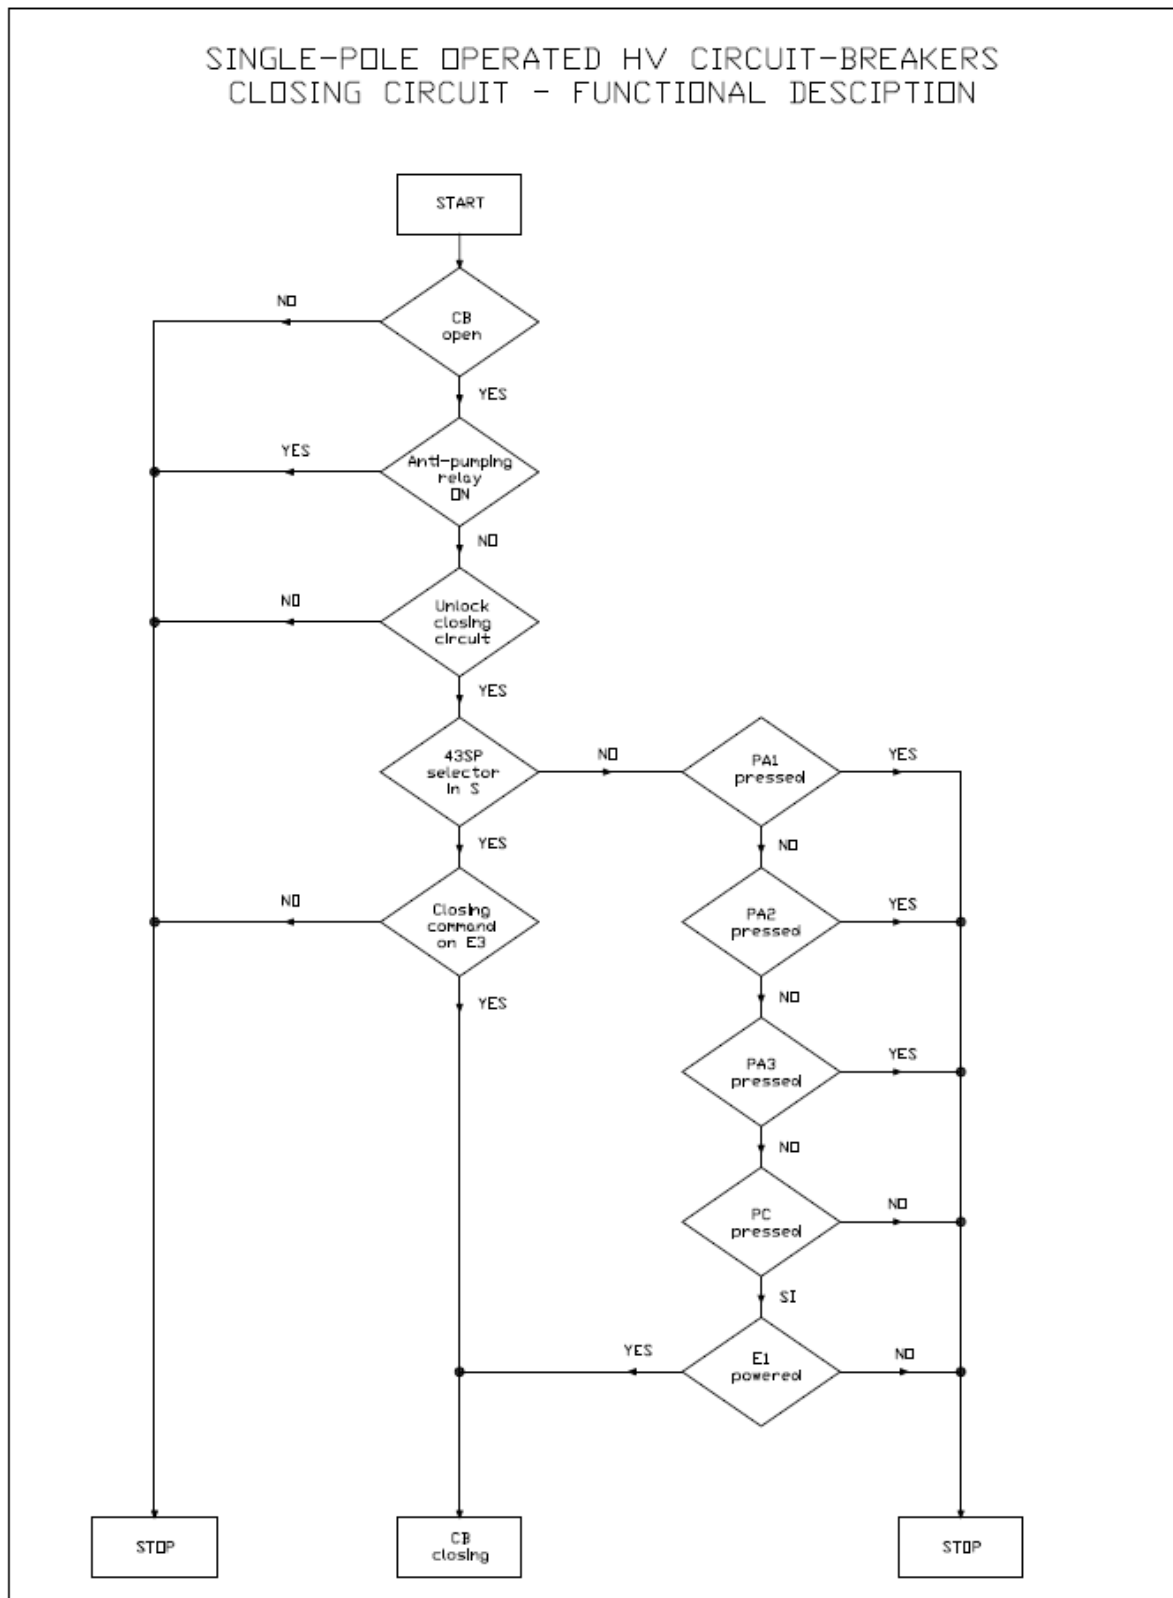 SINGLE-POLE OPERATED HV CIRCUIT-BREAKERS
CLOSING CIRCUIT - FUNCTIONAL DESCIPTION
START
NO
CB
open
YES
YES
Anti-pumping
relay
ON
NO
NO
Unlock
closing
circuit
YES
43SP
selector
in S
NO
PA1
pressed
YES
YES
NO
NO
Closing
command
on E3
PA2
pressed
YES
YES
NO
PA3
pressed
YES
NO
PC
pressed
NO
SI
YES
E1
powered
NO
STOP
CB
closing
STOP